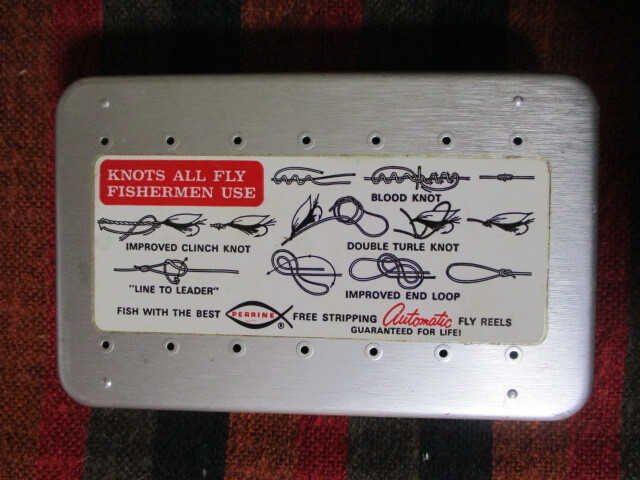 KNOTS ALL FLY
FISHERMEN USE
BLOOD KNOT
IMPROVED CLINCH KNOT
DOUBLE TURLE KNOT
"LINE TO LEADER"
IMPROVED END LOOP
FISH WITH THE BEST PERRINE ® FREE STRIPPING Automatic FLY REELS
GUARANTEED FOR LIFE!